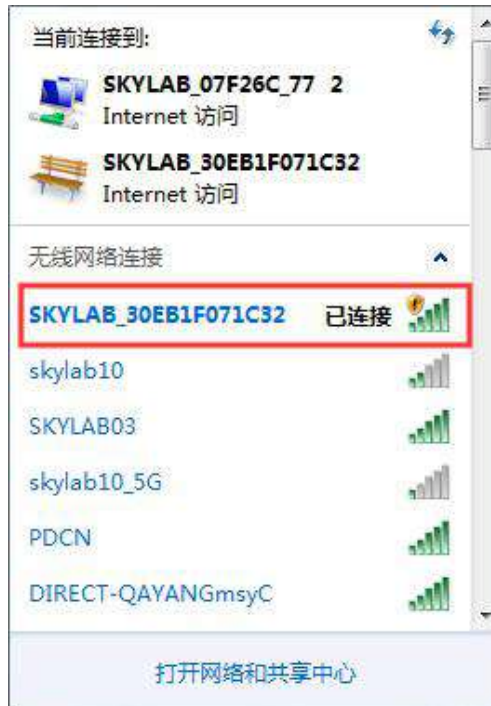 当前连接到:
SKYLAB_07F26C_77 2
Internet 访问
SKYLAB_30EB1F071C32
Internet 访问
无线网络连接
SKYLAB_30EB1F071C32 已连接
skylab10
SKYLAB03
skylab10_5G
PDCN
DIRECT-QAYANGmsyC
打开网络和共享中心